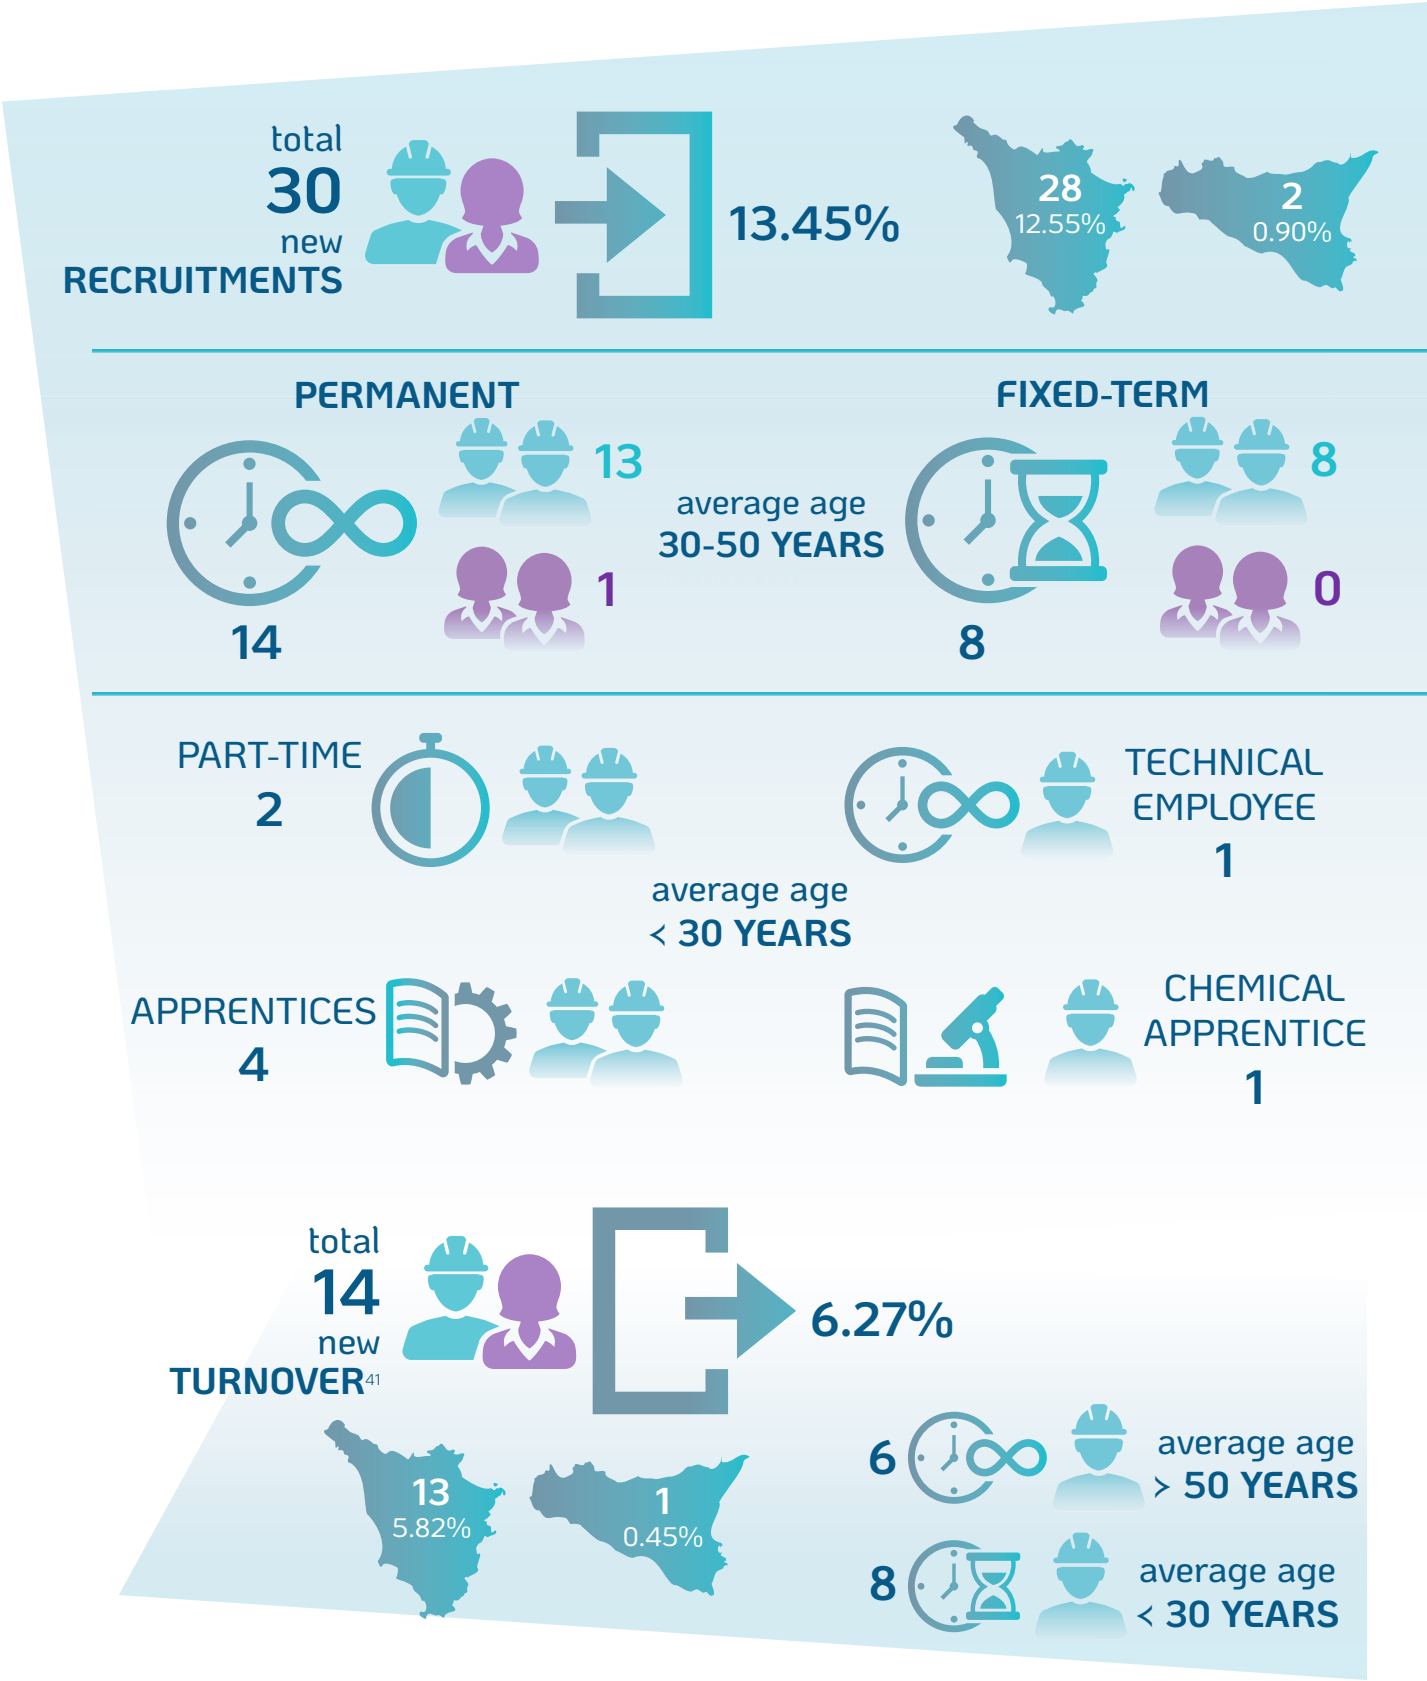 total
30
new
RECRUITMENTS
13.45%
28
12.55%
2
0.90%
PERMANENT
13
1
14
average age
30-50 YEARS
FIXED-TERM
8
0
8
PART-TIME
2
TECHNICAL
EMPLOYEE
1
average age
< 30 YEARS
APPRENTICES
4
CHEMICAL
APPRENTICE
1
total
14
new
TURNOVER41
6.27%
13
5.82%
1
0.45%
6
average age
> 50 YEARS
8
average age
< 30 YEARS